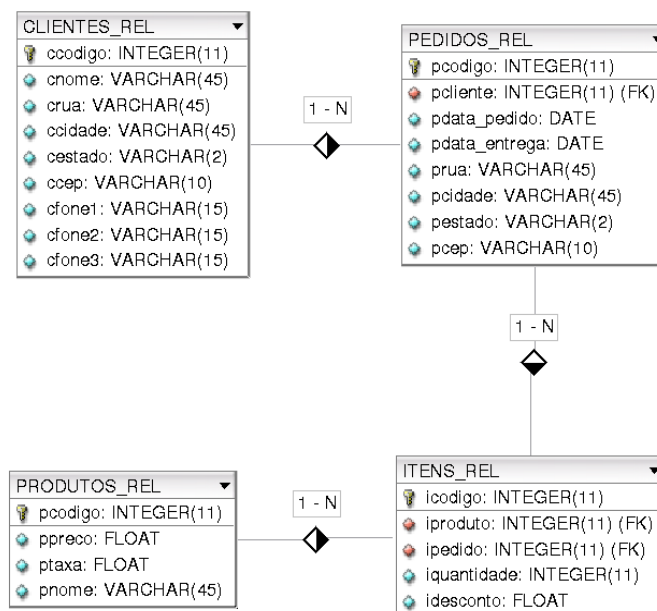 CLIENTES_REL
ccodigo: INTEGER(11)
cnome: VARCHAR(45)
crua: VARCHAR(45)
ccidade: VARCHAR(45)
cestado: VARCHAR(2)
ccep: VARCHAR(10)
cfone1: VARCHAR(15)
cfone2: VARCHAR(15)
cfone3: VARCHAR(15)
1 - N
PEDIDOS_REL
pcodigo: INTEGER(11)
pcliente: INTEGER(11) (FK)
pdata_pedido: DATE
pdata_entrega: DATE
prua: VARCHAR(45)
pcidade: VARCHAR(45)
pestado: VARCHAR(2)
pcep: VARCHAR(10)
1 - N
PRODUTOS_REL
pcodigo: INTEGER(11)
ppreco: FLOAT
ptaxa: FLOAT
pnome: VARCHAR(45)
1 - N
ITENS_REL
icodigo: INTEGER(11)
iproduto: INTEGER(11) (FK)
ipedido: INTEGER(11) (FK)
iquantidade: INTEGER(11)
idesconto: FLOAT